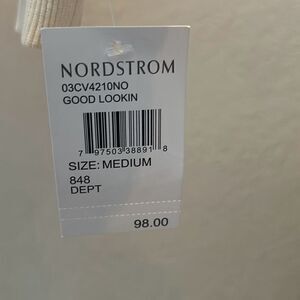 NORDSTROM
03CV4210NO
GOOD LOOKIN
7 97503 38891 8
SIZE: MEDIUM
848
DEPT
98.00